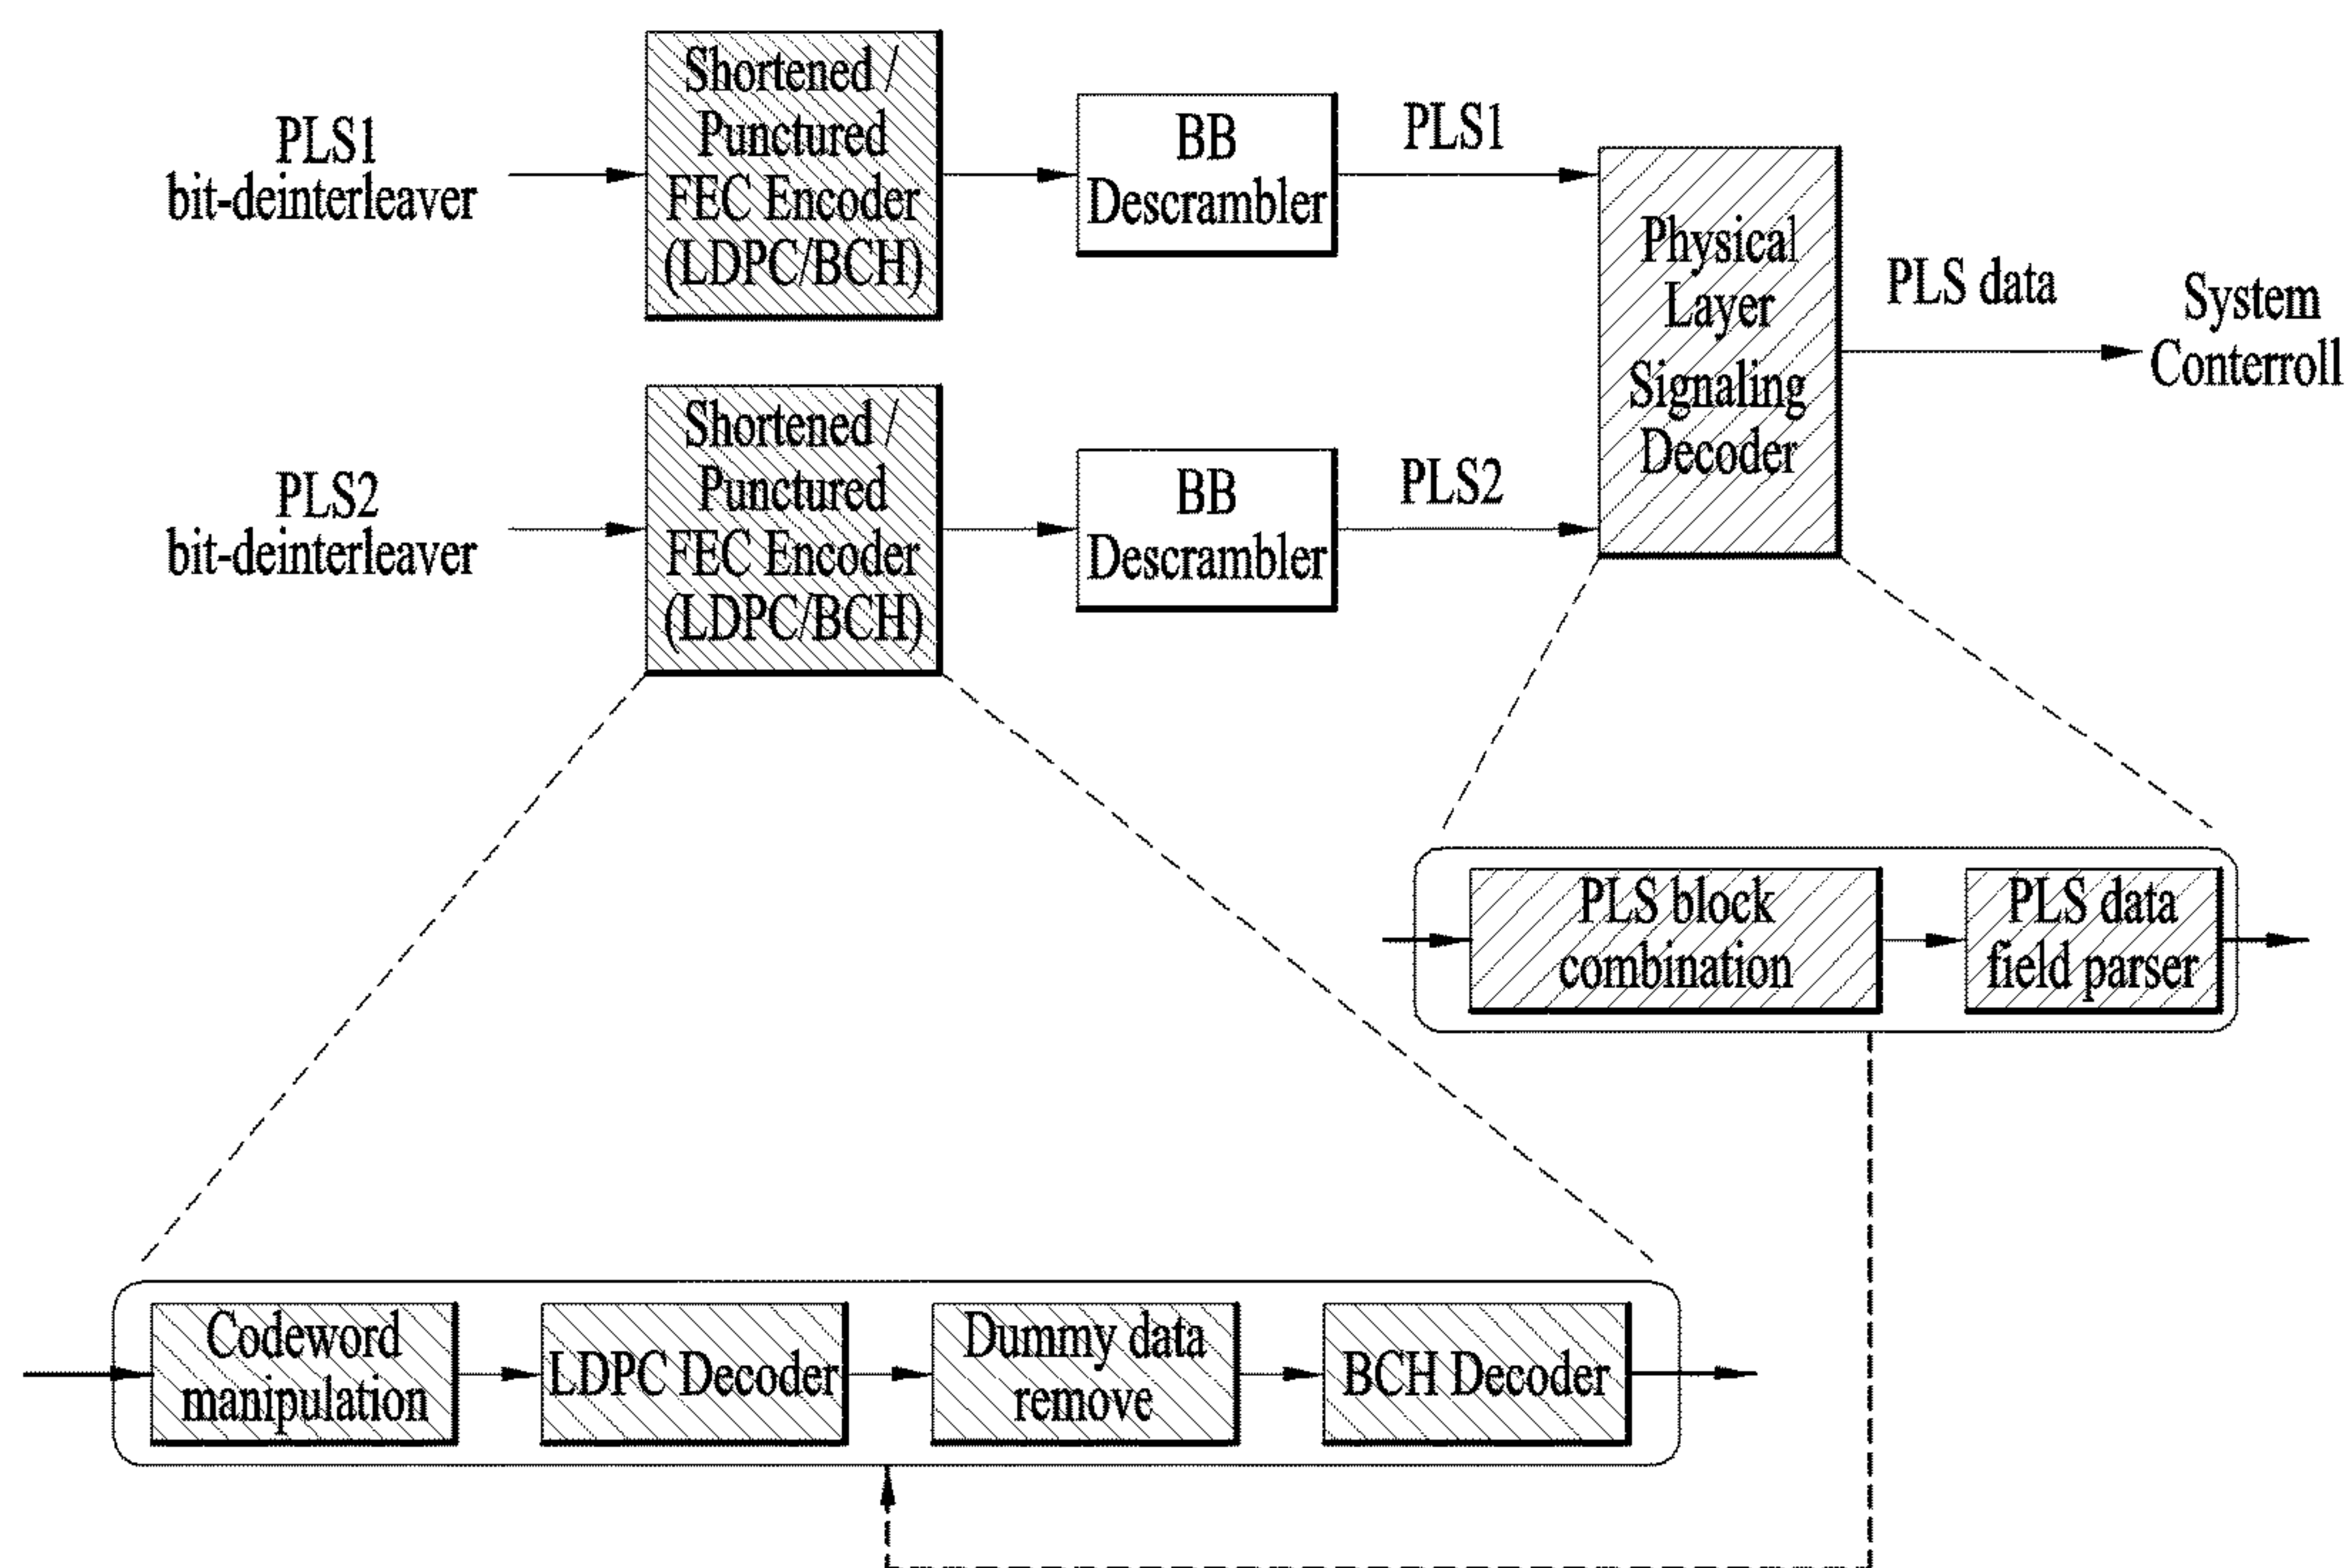 PLS1
bit-deinterleaver
Shortened /
Punctured
FEC Encoder
(LDPC/BCH)
BB
Descrambler
PLS1
Physical
Layer
Signaling
Decoder
PLS data
System
Conterroll
PLS2
bit-deinterleaver
Shortened /
Punctured
FEC Encoder
(LDPC/BCH)
BB
Descrambler
PLS2
PLS block
combination
PLS data
field parser
Codeword
manipulation
LDPC Decoder
Dummy data
remove
BCH Decoder